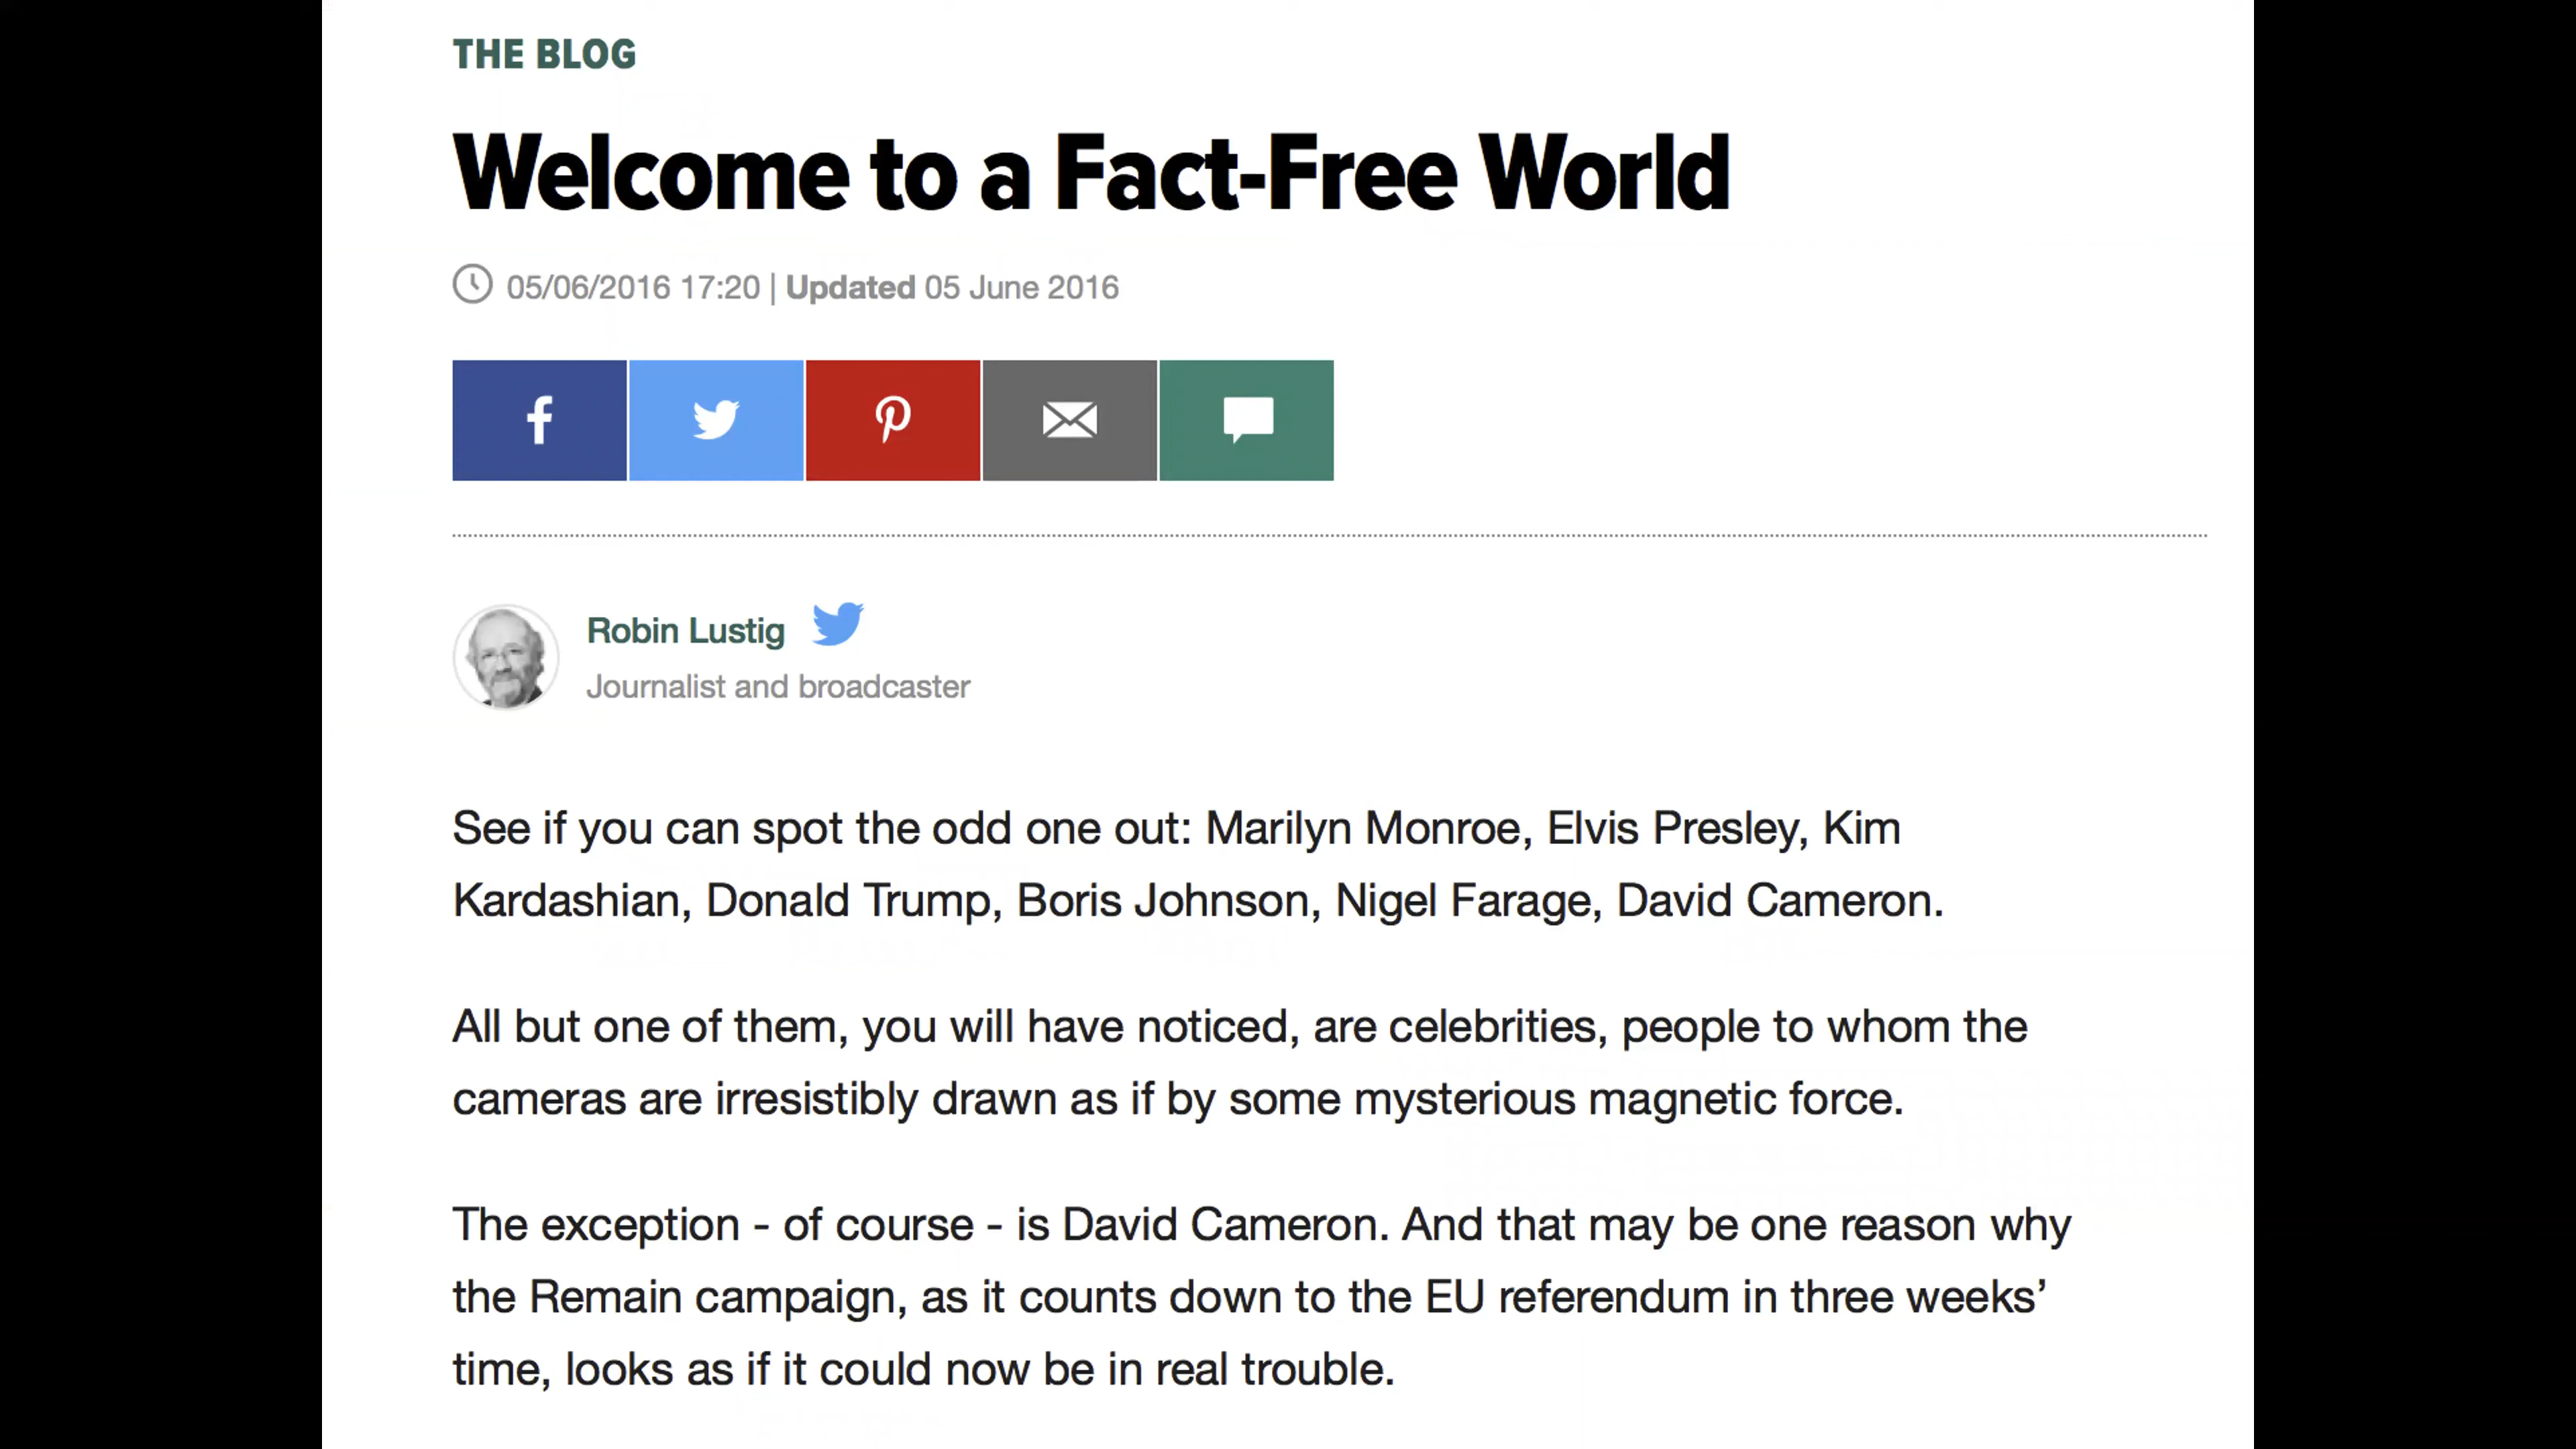 THE BLOG
Welcome to a Fact-Free World
05/06/2016 17:20 | Updated 05 June 2016
Robin Lustig
Journalist and broadcaster
See if you can spot the odd one out: Marilyn Monroe, Elvis Presley, Kim
Kardashian, Donald Trump, Boris Johnson, Nigel Farage, David Cameron.
All but one of them, you will have noticed, are celebrities, people to whom the
cameras are irresistibly drawn as if by some mysterious magnetic force.
The exception - of course - is David Cameron. And that may be one reason why
the Remain campaign, as it counts down to the EU referendum in three weeks’
time, looks as if it could now be in real trouble.